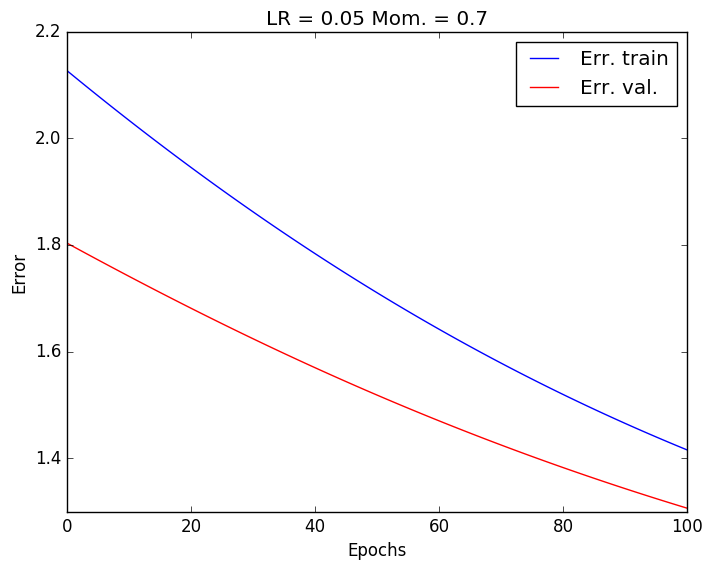 LR = 0.05 Mom. = 0.7
2.2
Err. train
Err. val.
2.0
1.8
Error
1.6
1.4
0 20 40 60 80 100
Epochs